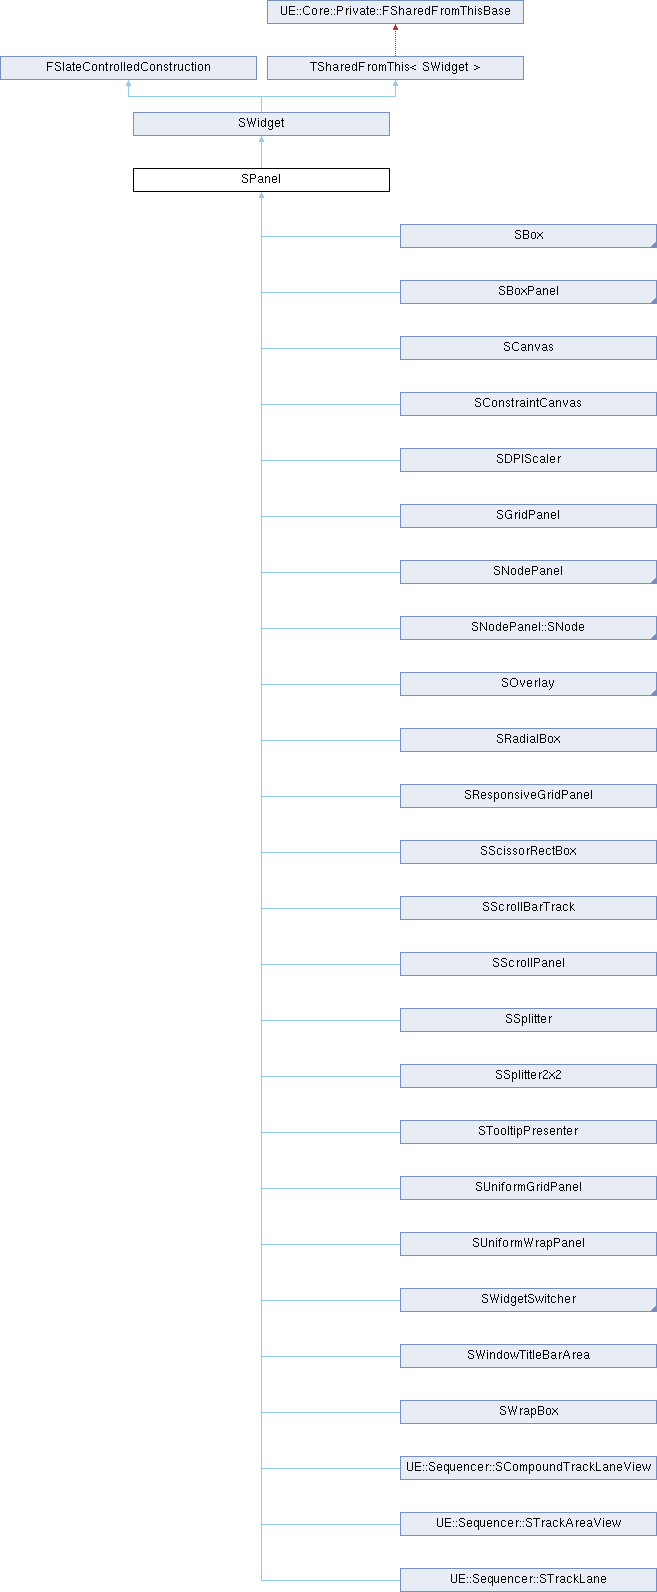 UE::Core::Private::FSharedFromThisBase
FSlateControlledConstruction
TSharedFromThis< SWidget >
SWidget
SPanel
SBox
SBoxPanel
SCanvas
SConstraintCanvas
SDPIScaler
SGridPanel
SNodePanel
SNodePanel::SNode
SOverlay
SRadialBox
SResponsiveGridPanel
SScissorRectBox
SScrollBarTrack
SScrollPanel
SSplitter
SSplitter2x2
STooltipPresenter
SUniformGridPanel
SUniformWrapPanel
SWidgetSwitcher
SWindowTitleBarArea
SWrapBox
UE::Sequencer::SCompoundTrackLaneView
UE::Sequencer::STrackAreaView
UE::Sequencer::STrackLane